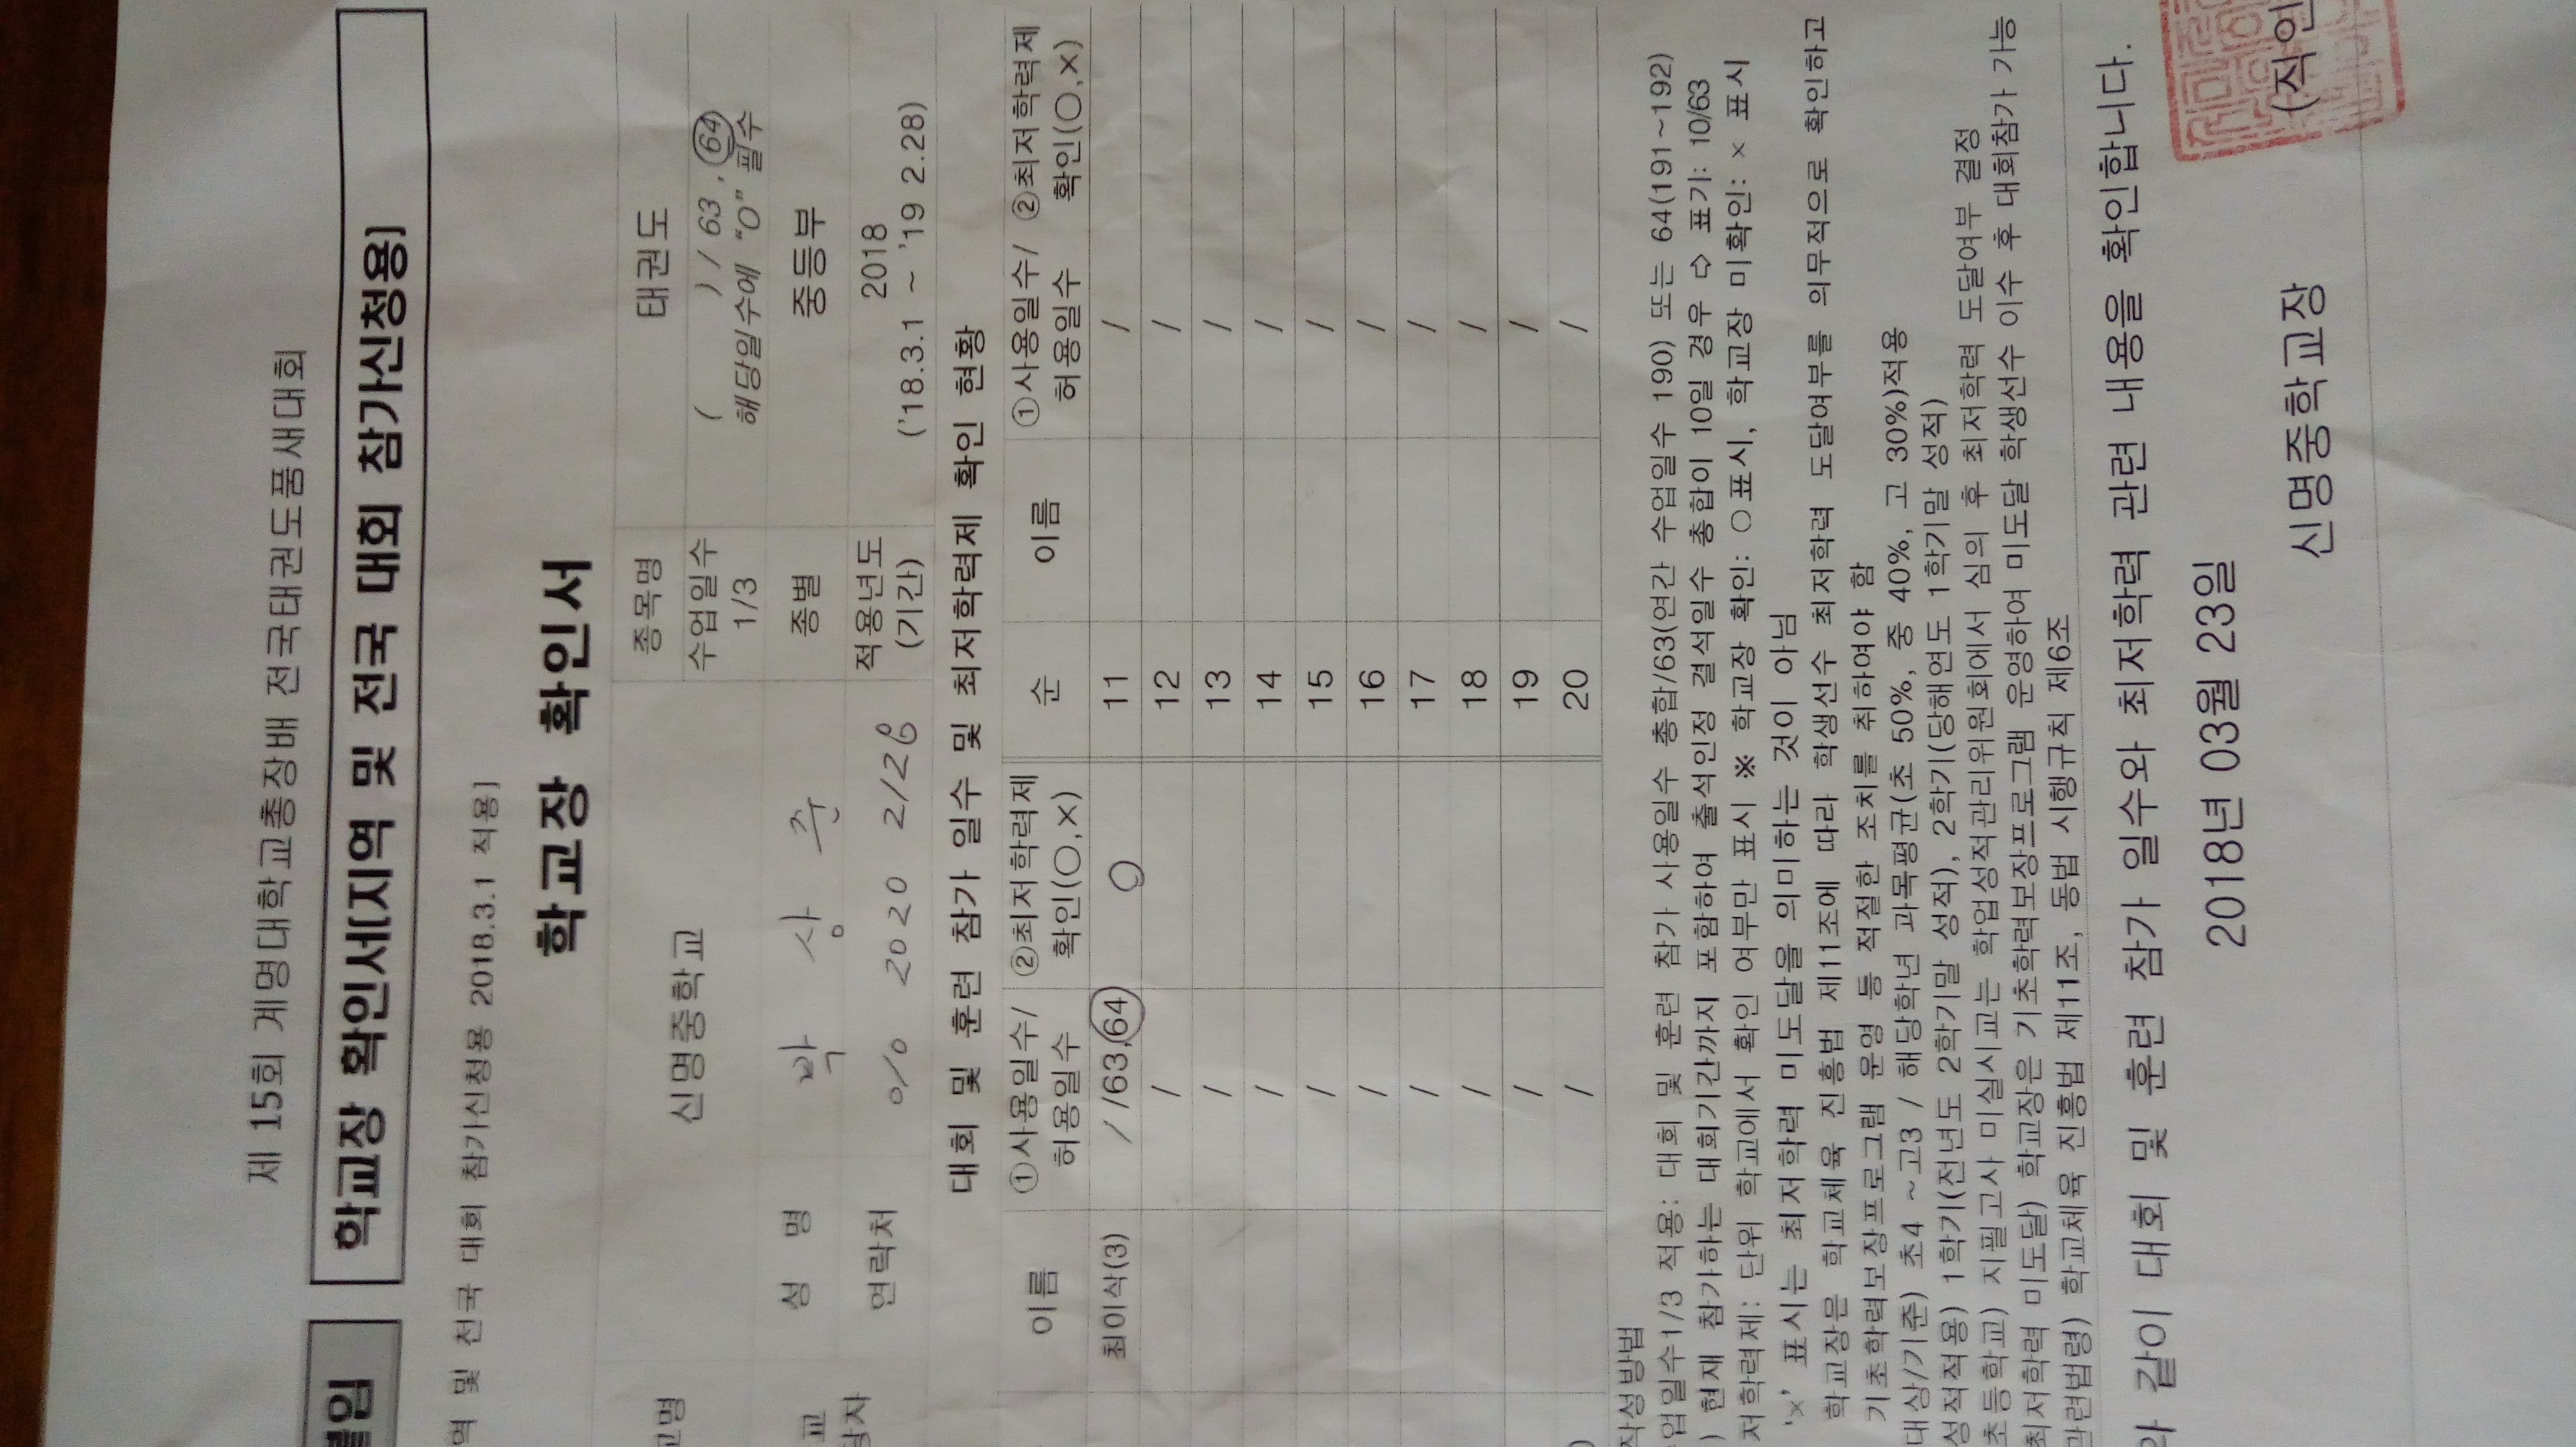 제 15회 계명대학교총장배 전국태권도품새대회
별임 학교장 확인서[지역 및 전국 대회 참가신청용]
역 및 전국 대회 참가신청용 2018.3.1 적용]
학교장 확인서
교명 신명중학교 종목명 태권도
수업일수 1/3 ( ) / 63 , 64
해당일수에 "O" 필수
교 성 명 박 상 종별 중등부
당자 연락처 010 2020 2128 적용년도 2018
(기간) ('18.3.1 ~ '19 2.28)
대회 및 훈련 참가 일수 및 최저학력제 확인 현황
이름 ①사용일수/ ②최저학력제 순 이름 ①사용일수/ ②최저학력제
허용일수 확인(○,×) 허용일수 확인(○,×)
최이삭(3) / /63,64 ○ 11 /
/ 12 /
/ 13 /
/ 14 /
/ 15 /
/ 16 /
/ 17 /
/ 18 /
/ 19 /
) / 20 /
작성방법
업일수1/3 적용: 대회 및 훈련 참가 사용일수 총합/63(연간 수업일수 190) 또는 64(191~192)
) 현재 참가하는 대회기간까지 포함하여 출석인정 결석일수 총합이 10일 경우 ⇨ 표기: 10/63
저학력제: 단위 학교에서 확인 여부만 표시 ※ 학교장 확인: ○표시, 학교장 미확인: × 표시
'×' 표시는 최저학력 미도달을 의미하는 것이 아님
학교장은 학교체육 진흥법 제11조에 따라 학생선수 최저학력 도달여부를 의무적으로 확인하고
기초학력보장프로그램 운영 등 적절한 조치를 취하여야 함
대상/기준) 초4 ~고3 / 해당학년 과목평균(초 50%, 중 40%, 고 30%)적용
성적적용) 1학기(전년도 2학기말 성적), 2학기(당해연도 1학기말 성적)
초등학교) 지필고사 미실시교는 학업성적관리위원회에서 심의 후 최저학력 도달여부 결정
최저학력 미도달) 학교장은 기초학력보장프로그램 운영하여 미도달 학생선수 이수 후 대회참가 가능
관련법령) 학교체육 진흥법 제11조, 동법 시행규칙 제6조
와 같이 대회 및 훈련 참가 일수와 최저학력 관련 내용을 확인합니다.
2018년 03월 23일
신명중학교장 (직인